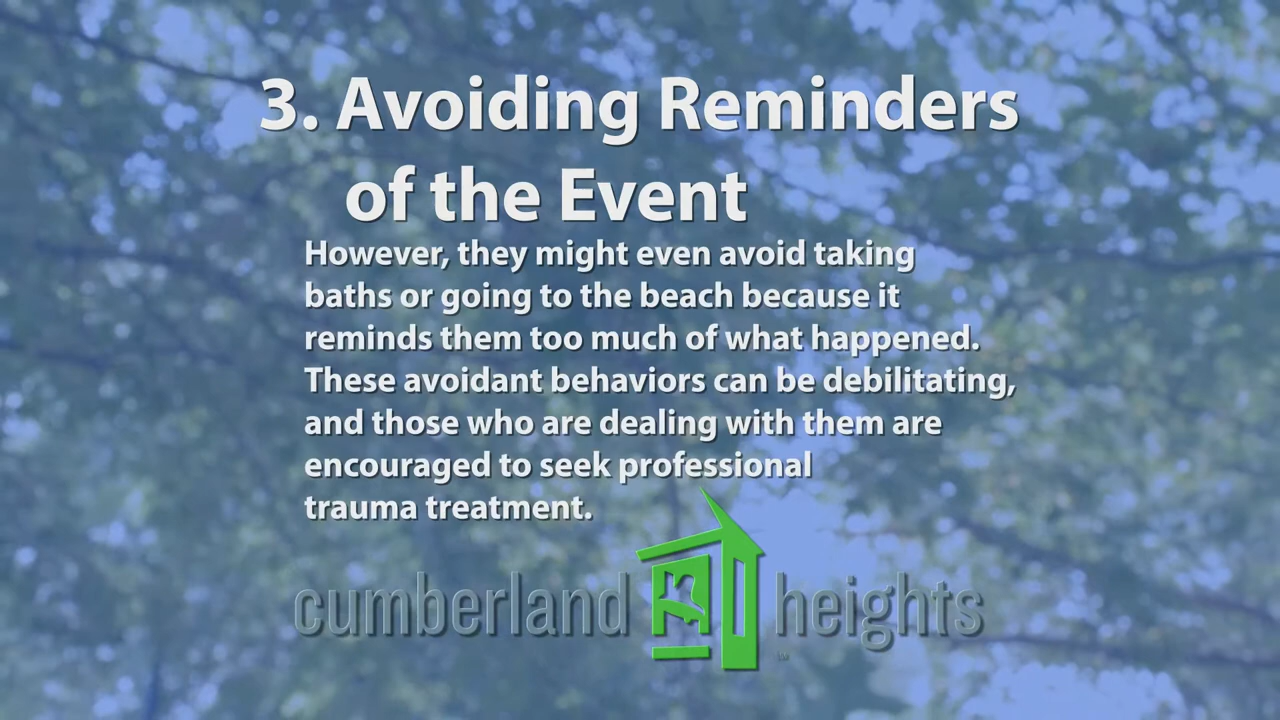 3. Avoiding Reminders
of the Event
However, they might even avoid taking
baths or going to the beach because it
reminds them too much of what happened.
These avoidant behaviors can be debilitating,
and those who are dealing with them are
encouraged to seek professional
trauma treatment.
cumberland heights